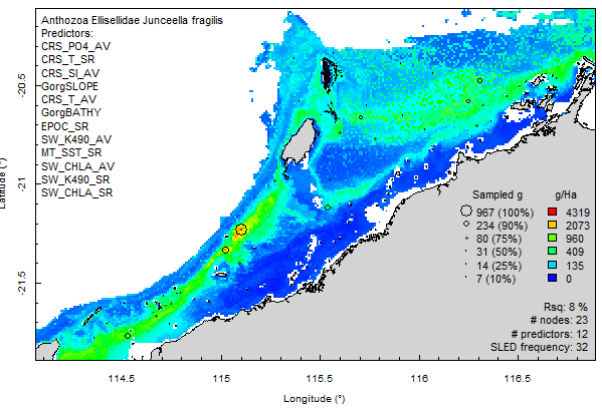 Anthozoa Ellisellidae Junceella fragilis
Predictors:
CRS_PO4_AV
CRS_T_SR
CRS_SI_AV
GorgSLOPE
CRS_T_AV
GorgBATHY
EPOC_SR
SW_K490_AV
MT_SST_SR
SW_CHLA_AV
SW_K490_SR
SW_CHLA_SR
-20.5
-21
-21.5
Latitude (°)
Sampled g g/Ha
967 (100%) 4319
234 (90%) 2073
80 (75%) 960
31 (50%) 409
14 (25%) 135
7 (10%) 0
Rsq: 8 %
# nodes: 23
# predictors: 12
SLED frequency: 32
114.5 115 115.5 116 116.5
Longitude (°)